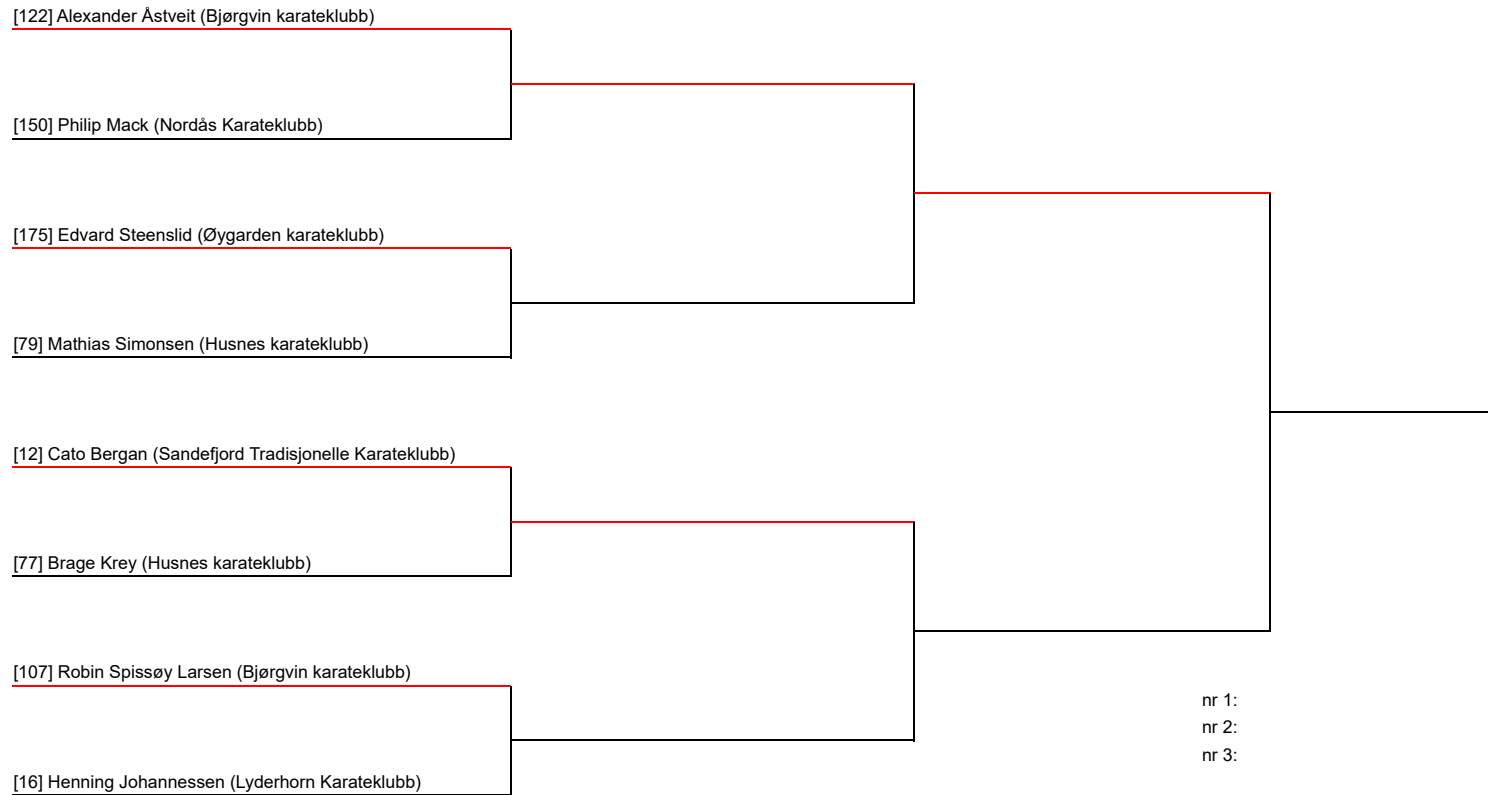 [122] Alexander Åstveit (Bjørgvin karateklubb)
[150] Philip Mack (Nordås Karateklubb)
[175] Edvard Steenslid (Øygarden karateklubb)
[79] Mathias Simonsen (Husnes karateklubb)
[12] Cato Bergan (Sandefjord Tradisjonelle Karateklubb)
[77] Brage Krey (Husnes karateklubb)
[107] Robin Spissøy Larsen (Bjørgvin karateklubb)
[16] Henning Johannessen (Lyderhorn Karateklubb)
nr 1:
nr 2:
nr 3: